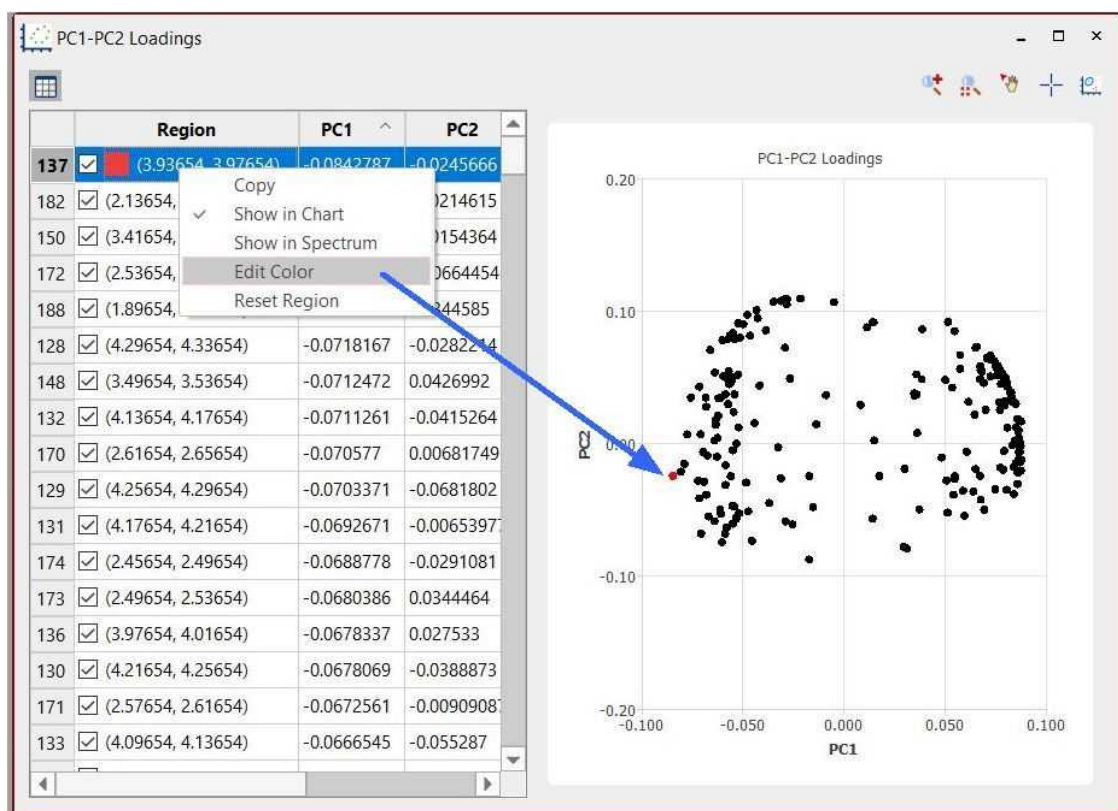 PC1-PC2 Loadings
Region PC1 PC2
137 (3.93654, 3.97654) -0.0842787 -0.0245666
182 (2.13654,
150 (3.41654,
172 (2.53654,
188 (1.89654,
Copy
Show in Chart
Show in Spectrum
Edit Color
Reset Region
128 (4.29654, 4.33654) -0.0718167 -0.0282214
148 (3.49654, 3.53654) -0.0712472 0.0426992
132 (4.13654, 4.17654) -0.0711261 -0.0415264
170 (2.61654, 2.65654) -0.070577 0.00681749
129 (4.25654, 4.29654) -0.0703371 -0.0681802
131 (4.17654, 4.21654) -0.0692671 -0.00653977
174 (2.45654, 2.49654) -0.0688778 -0.0291081
173 (2.49654, 2.53654) -0.0680386 0.0344464
136 (3.97654, 4.01654) -0.0678337 0.027533
130 (4.21654, 4.25654) -0.0678069 -0.0388873
171 (2.57654, 2.61654) -0.0672561 -0.00909087
133 (4.09654, 4.13654) -0.0666545 -0.055287
PC1-PC2 Loadings
0.20
0.10
0.00
-0.10
-0.20
PC2
-0.100 -0.050 0.000 0.050 0.100
PC1